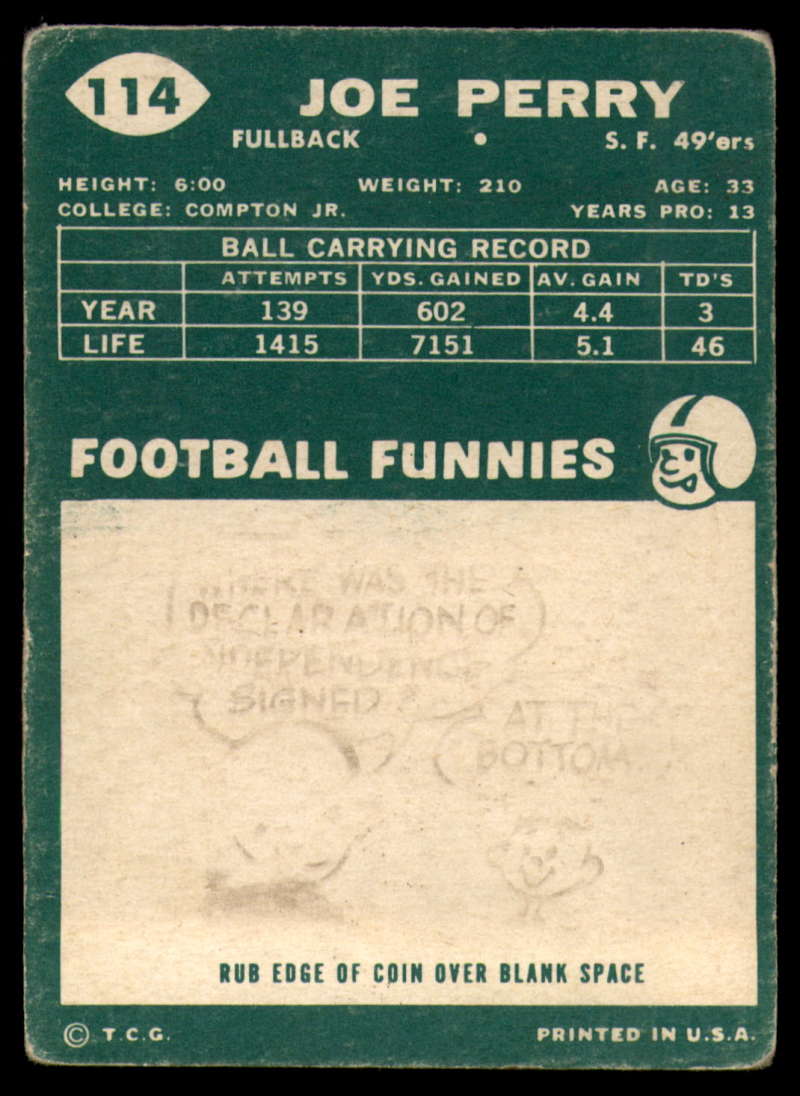 114
JOE PERRY
FULLBACK • S. F. 49'ers
HEIGHT: 6:00 WEIGHT: 210 AGE: 33
COLLEGE: COMPTON JR. YEARS PRO: 13
BALL CARRYING RECORD
ATTEMPTS YDS. GAINED AV. GAIN TD'S
YEAR 139 602 4.4 3
LIFE 1415 7151 5.1 46
FOOTBALL FUNNIES
WHERE WAS THE
DECLARATION OF
INDEPENDENCE
SIGNED?
AT THE
BOTTOM
RUB EDGE OF COIN OVER BLANK SPACE
© T.C.G. PRINTED IN U.S.A.